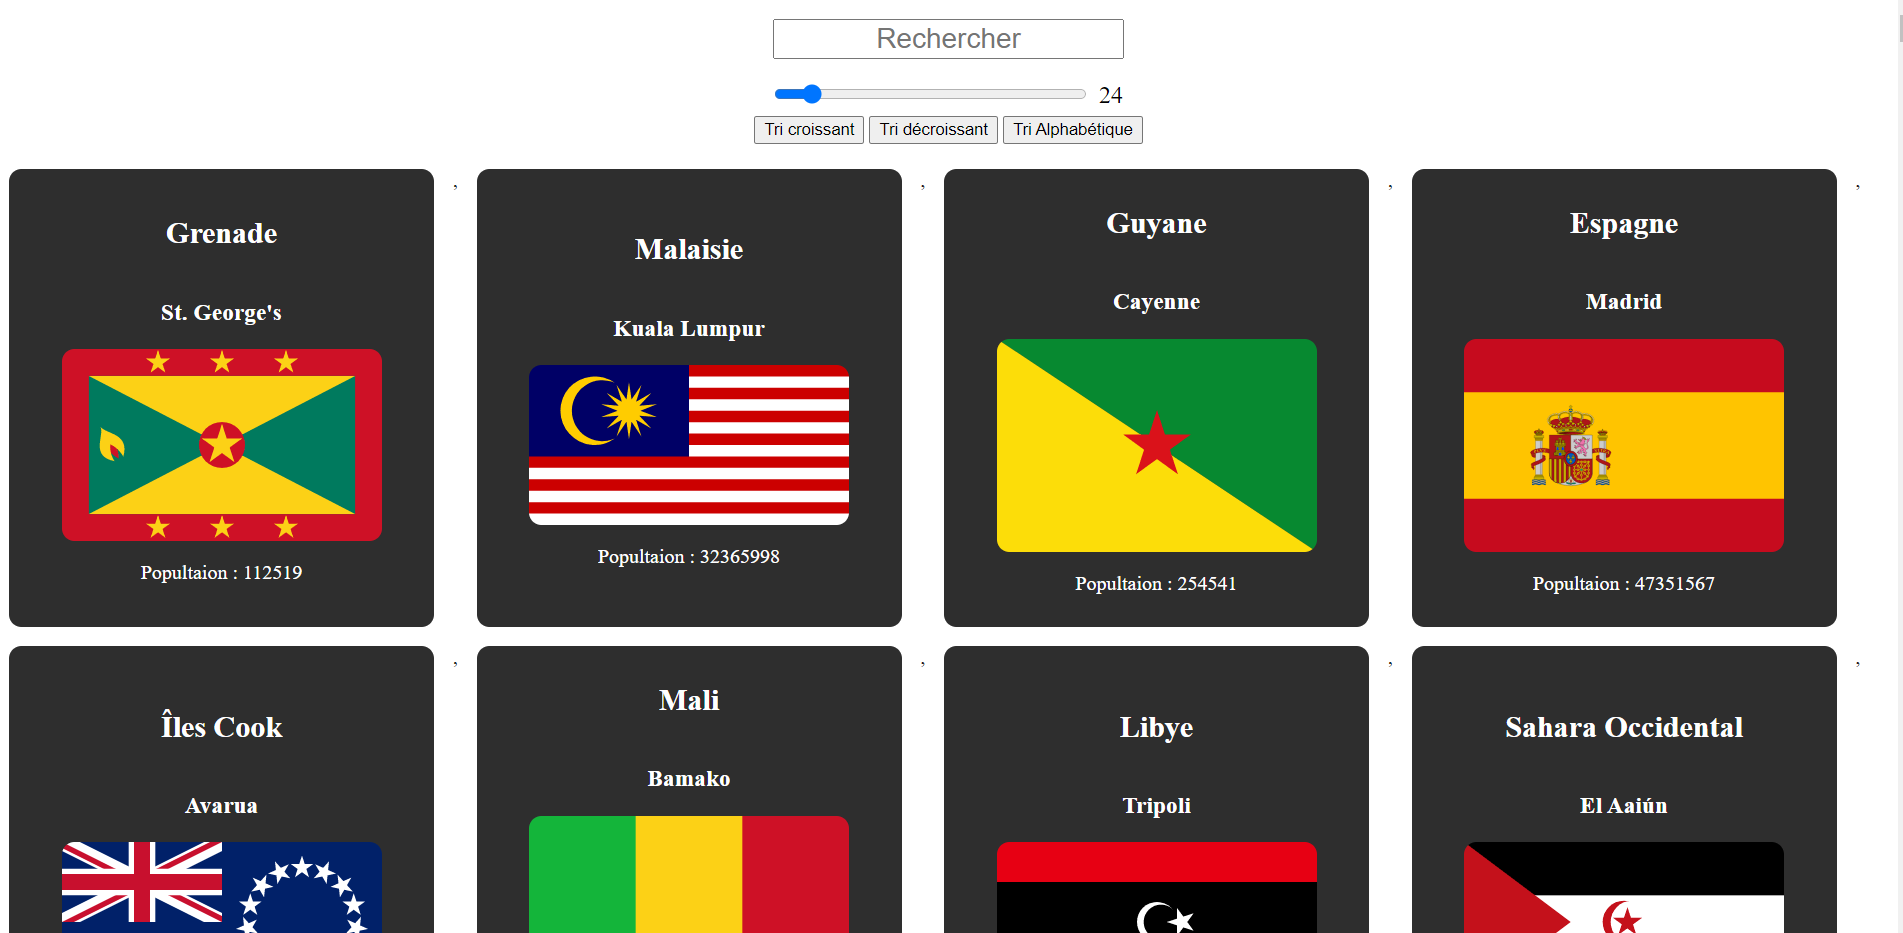 Rechercher
24
Tri croissant Tri décroissant Tri Alphabétique
Grenade
St. George's
Popultaion : 112519
,
Malaisie
Kuala Lumpur
Popultaion : 32365998
,
Guyane
Cayenne
Popultaion : 254541
,
Espagne
Madrid
Popultaion : 47351567
,
Îles Cook
Avarua
,
Mali
Bamako
,
Libye
Tripoli
,
Sahara Occidental
El Aaiún
,